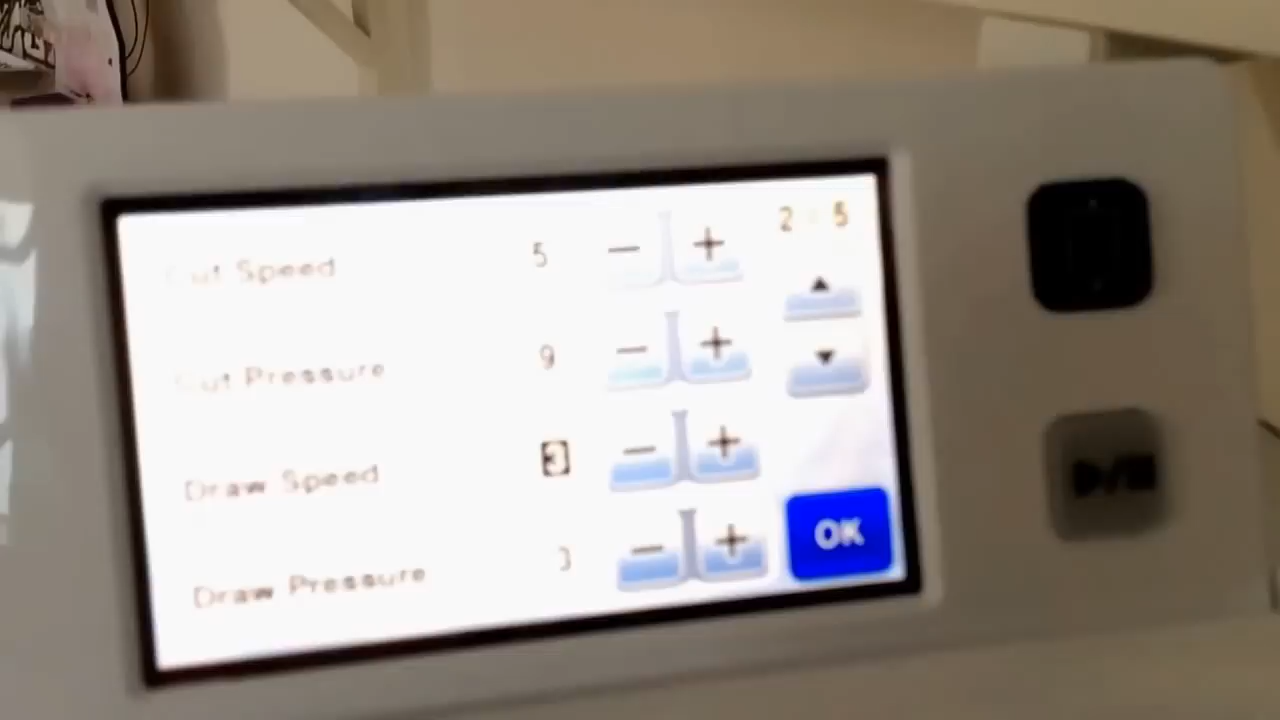 Cut Speed 5 − + 2 5
Cut Pressure 9 − +
Draw Speed 3 − +
Draw Pressure 3 − +
OK